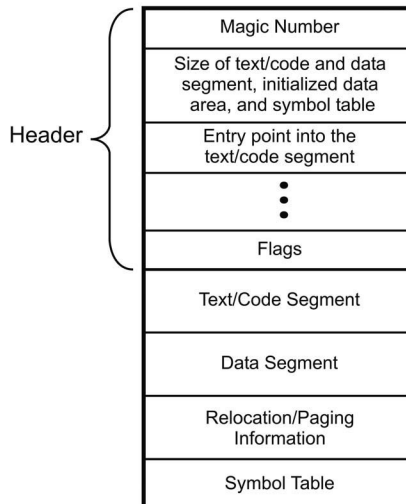 Header
Magic Number
Size of text/code and data
segment, initialized data
area, and symbol table
Entry point into the
text/code segment
Flags
Text/Code Segment
Data Segment
Relocation/Paging
Information
Symbol Table